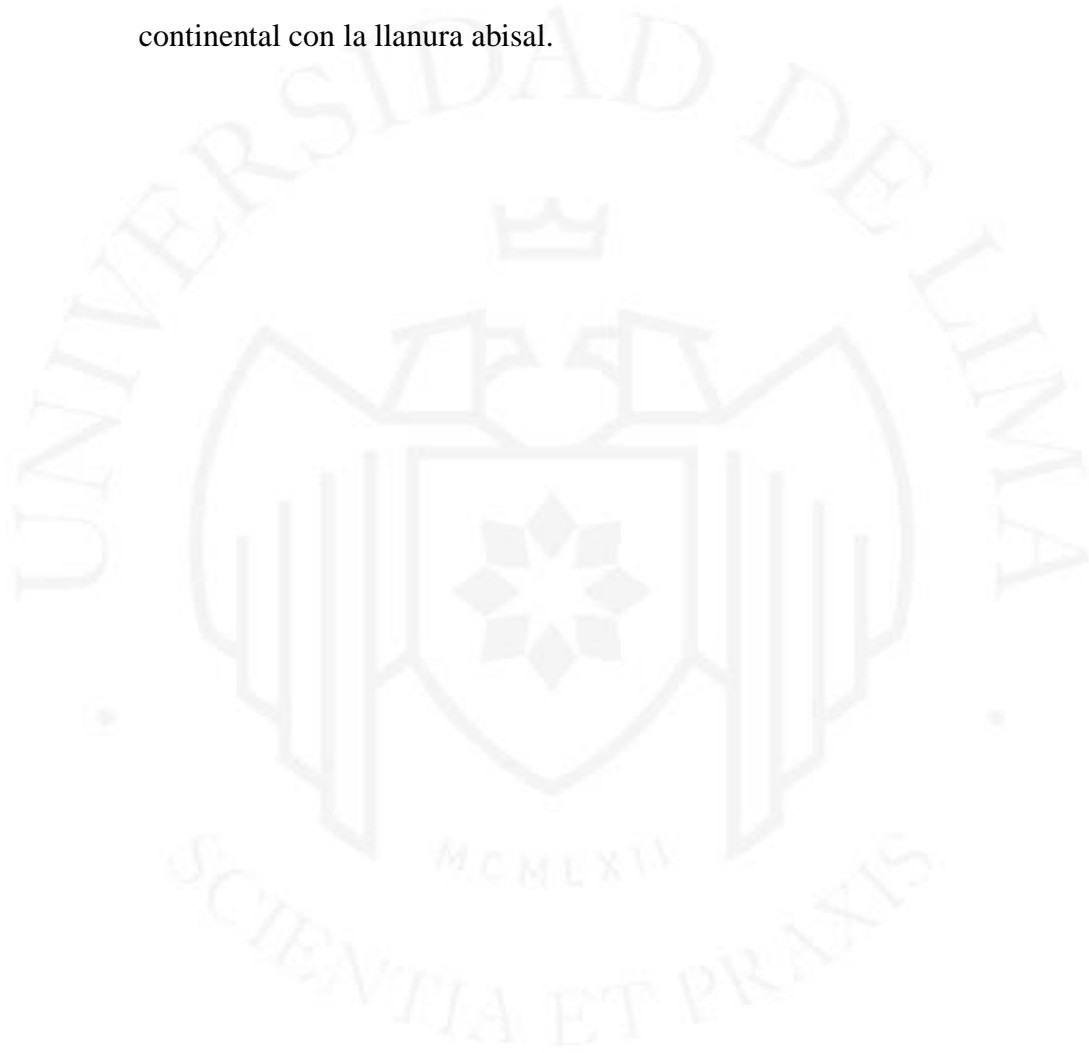 continental con la llanura abisal.
UNIVERSIDAD DE LIMA
MCMLXII
SCIENTIA ET PRAXIS